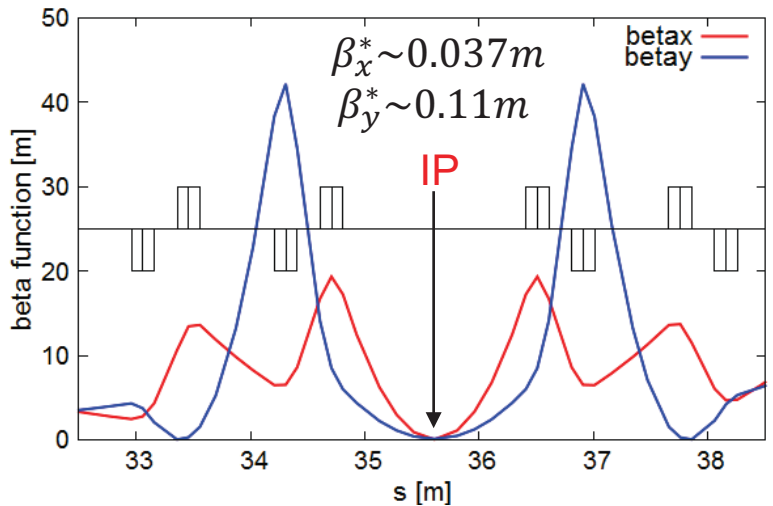 50
40
30
20
10
0
beta function [m]
betax
betay
β*x~0.037m
β*y~0.11m
IP
33 34 35 36 37 38
s [m]